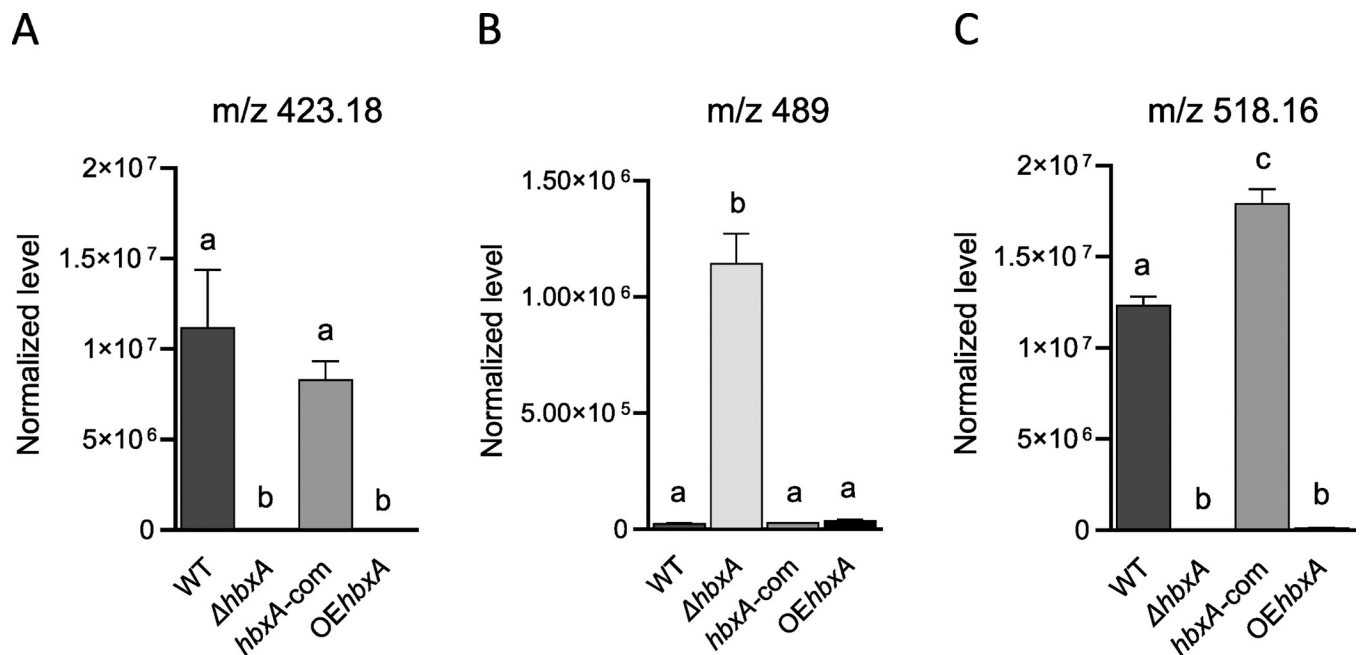 A
m/z 423.18
Normalized level
2×10⁷
1.5×10⁷
1×10⁷
5×10⁶
0
a
b
a
b
WT
ΔhbxA
hbxA-com
OEhbxA
B
m/z 489
Normalized level
1.50×10⁶
1.00×10⁶
5.00×10⁵
0
a
b
a
a
WT
ΔhbxA
hbxA-com
OEhbxA
C
m/z 518.16
Normalized level
2×10⁷
1.5×10⁷
1×10⁷
5×10⁶
0
a
b
c
b
WT
ΔhbxA
hbxA-com
OEhbxA